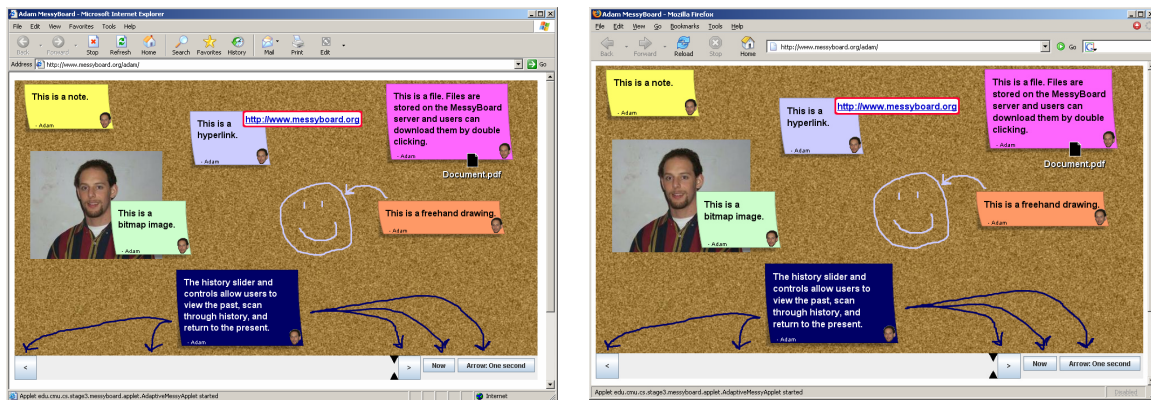 Adam MessyBoard - Microsoft Internet Explorer
File Edit View Favorites Tools Help
Back Forward Stop Refresh Home Search Favorites History Mail Print Edit
Address http://www.messyboard.org/adam/ Go
This is a note.
- Adam
This is a
hyperlink.
- Adam
http://www.messyboard.org
This is a file. Files are
stored on the MessyBoard
server and users can
download them by double
clicking.
- Adam
Document.pdf
This is a
bitmap image.
- Adam
This is a freehand drawing.
- Adam
The history slider and
controls allow users to
view the past, scan
through history, and
return to the present.
- Adam
< > Now Arrow: One second
Applet edu.cmu.cs.stage3.messyboard.applet.AdaptiveMessyApplet started Internet
Adam MessyBoard - Mozilla Firefox
File Edit View Go Bookmarks Tools Help
Back Forward Reload Stop Home http://www.messyboard.org/adam/ Go G
This is a note.
- Adam
This is a
hyperlink.
- Adam
http://www.messyboard.org
This is a file. Files are
stored on the MessyBoard
server and users can
download them by double
clicking.
- Adam
Document.pdf
This is a
bitmap image.
- Adam
This is a freehand drawing.
- Adam
The history slider and
controls allow users to
view the past, scan
through history, and
return to the present.
- Adam
< > Now Arrow: One second
Applet edu.cmu.cs.stage3.messyboard.applet.AdaptiveMessyApplet started Disabled